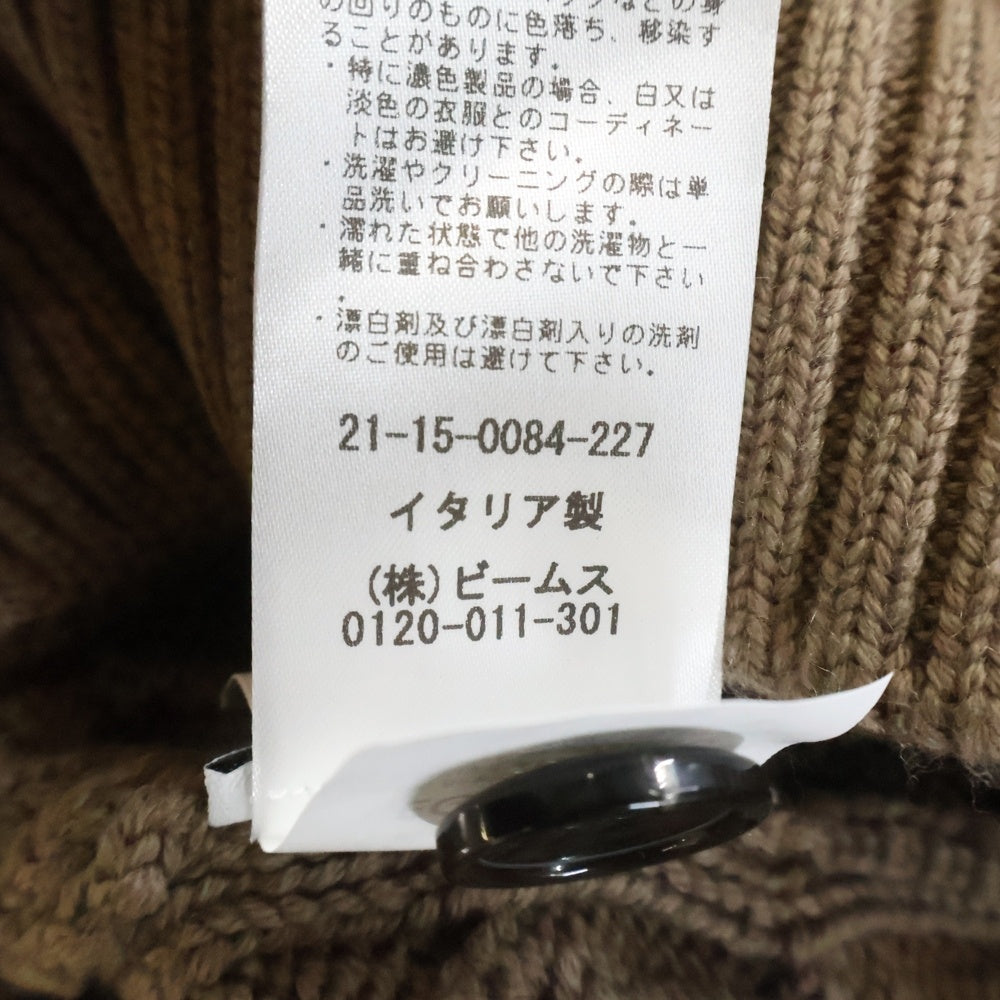 の回りのものに色落ち、移染す
ることがあります。
・特に濃色製品の場合、白又は
淡色の衣服とのコーディネー
トはお避け下さい。
・洗濯やクリーニングの際は単
品洗いでお願いします。
・濡れた状態で他の洗濯物と一
緒に重ね合わさないで下さい
。
・漂白剤及び漂白剤入りの洗剤
のご使用は避けて下さい。
21-15-0084-227
イタリア製
(株)ビームス
0120-011-301